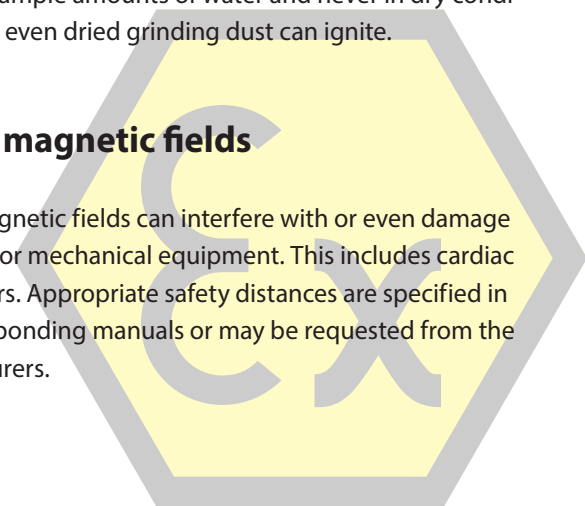 ample amounts of water and never in dry condi-
even dried grinding dust can ignite.
magnetic fields
gnetic fields can interfere with or even damage
or mechanical equipment. This includes cardiac
rs. Appropriate safety distances are specified in
ponding manuals or may be requested from the
urers.
Ex